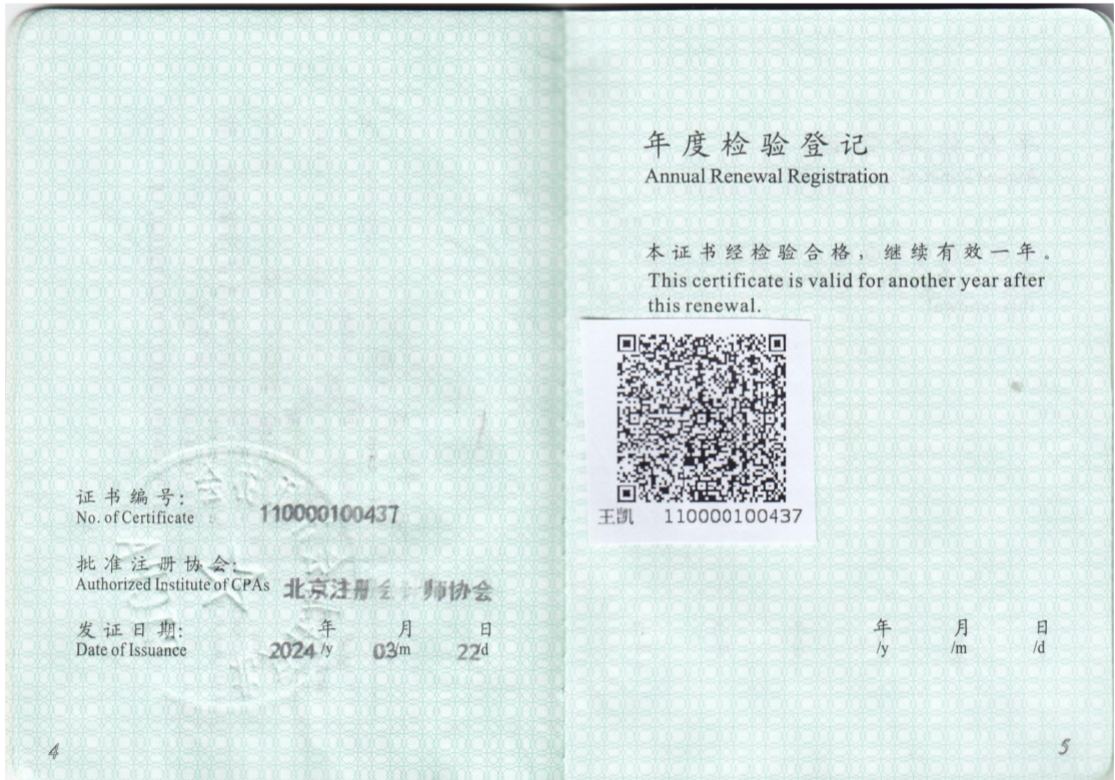 证书编号:
No. of Certificate 110000100437
批准注册协会:
Authorized Institute of CPAs 北京注册会计师协会
发证日期: 年 月 日
Date of Issuance 2024 /y 03 /m 22 /d
4
年度检验登记
Annual Renewal Registration
本证书经检验合格，继续有效一年。
This certificate is valid for another year after
this renewal.
王凯 110000100437
年 月 日
/y /m /d
5